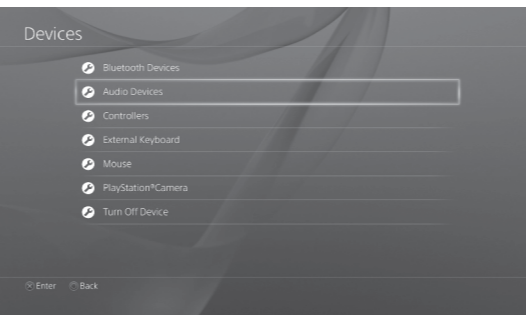 Devices
Bluetooth Devices
Audio Devices
Controllers
External Keyboard
Mouse
PlayStation®Camera
Turn Off Device
Enter Back